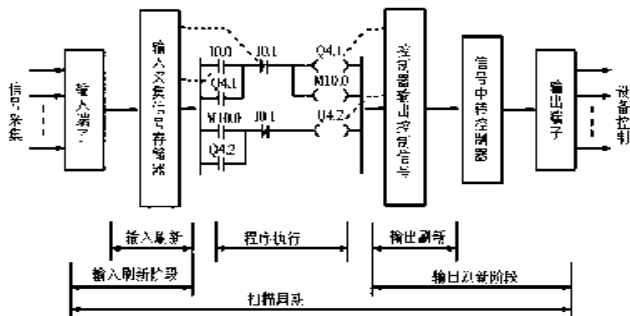 信号采集
输入端子
输入采集信号存储器
I0.0
I0.1
Q4.1
Q4.1
M10.0
M10.0
I0.1
Q4.2
Q4.2
控制器输出控制信号
信号中转控制器
输出端子
设备控制
输入刷新
程序执行
输出刷新
输入刷新阶段
输出刷新阶段
扫描周期